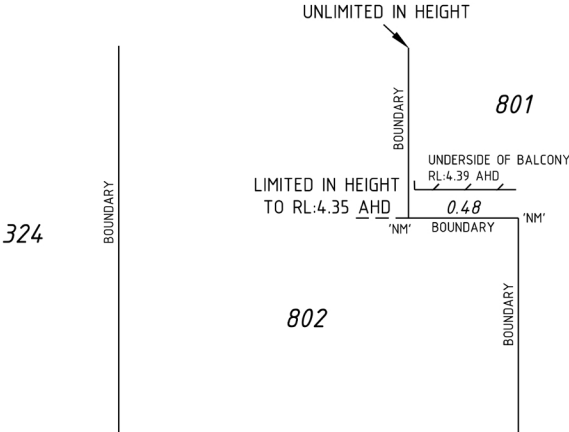 UNLIMITED IN HEIGHT
BOUNDARY
801
UNDERSIDE OF BALCONY
RL:4.39 AHD
LIMITED IN HEIGHT
TO RL:4.35 AHD
0.48
'NM'
BOUNDARY
'NM'
BOUNDARY
324
802
BOUNDARY